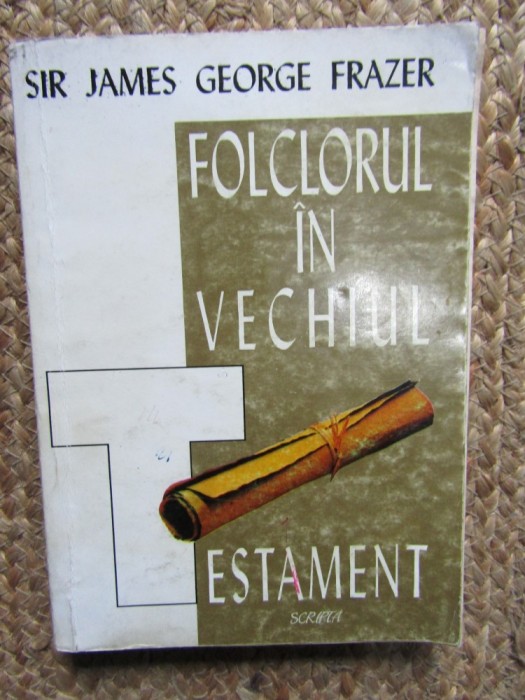 SIR JAMES GEORGE FRAZER
FOLCLORUL
ÎN
VECHIUL
TESTAMENT
SCRIPTA